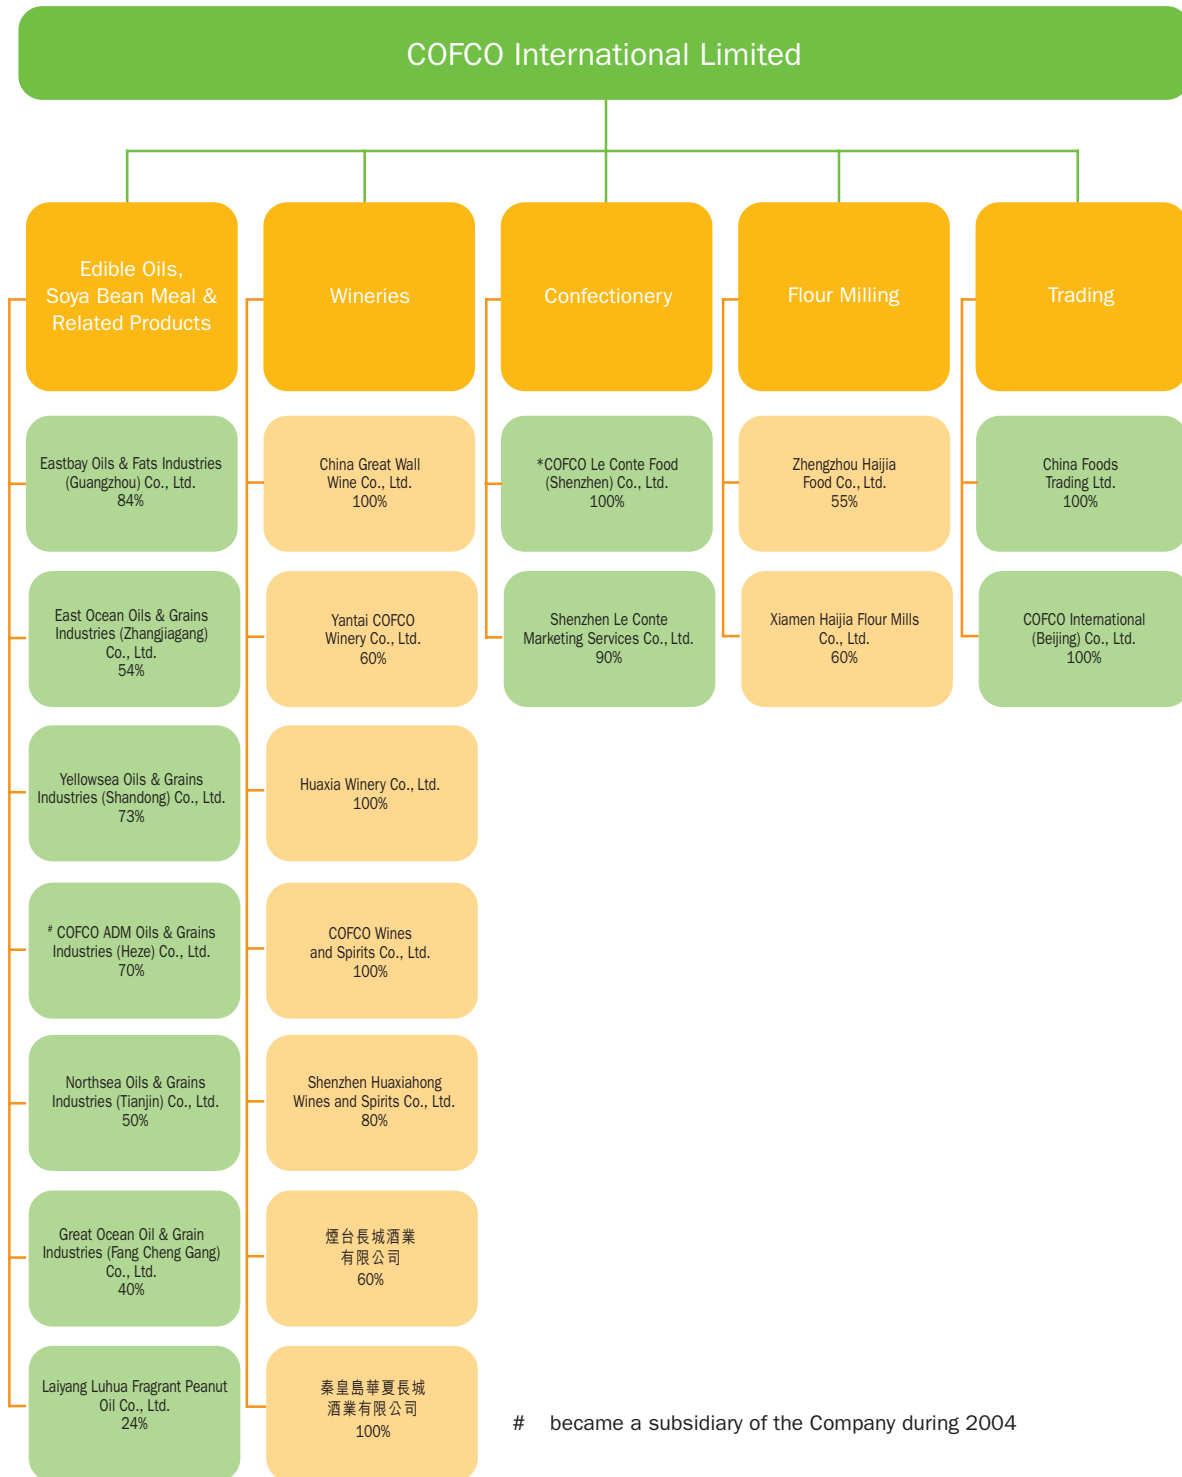 COFCO International Limited
Edible Oils,
Soya Bean Meal &
Related Products
Wineries
Confectionery
Flour Milling
Trading
Eastbay Oils & Fats Industries
(Guangzhou) Co., Ltd.
84%
China Great Wall
Wine Co., Ltd.
100%
*COFCO Le Conte Food
(Shenzhen) Co., Ltd.
100%
Zhengzhou Haijia
Food Co., Ltd.
55%
China Foods
Trading Ltd.
100%
East Ocean Oils & Grains
Industries (Zhangjiagang)
Co., Ltd.
54%
Yantai COFCO
Winery Co., Ltd.
60%
Shenzhen Le Conte
Marketing Services Co., Ltd.
90%
Xiamen Haijia Flour Mills
Co., Ltd.
60%
COFCO International
(Beijing) Co., Ltd.
100%
Yellowsea Oils & Grains
Industries (Shandong) Co., Ltd.
73%
Huaxia Winery Co., Ltd.
100%
# COFCO ADM Oils & Grains
Industries (Heze) Co., Ltd.
70%
COFCO Wines
and Spirits Co., Ltd.
100%
Northsea Oils & Grains
Industries (Tianjin) Co., Ltd.
50%
Shenzhen Huaxiahong
Wines and Spirits Co., Ltd.
80%
Great Ocean Oil & Grain
Industries (Fang Cheng Gang)
Co., Ltd.
40%
煙台長城酒業
有限公司
60%
Laiyang Luhua Fragrant Peanut
Oil Co., Ltd.
24%
秦皇島華夏長城
酒業有限公司
100%
# became a subsidiary of the Company during 2004